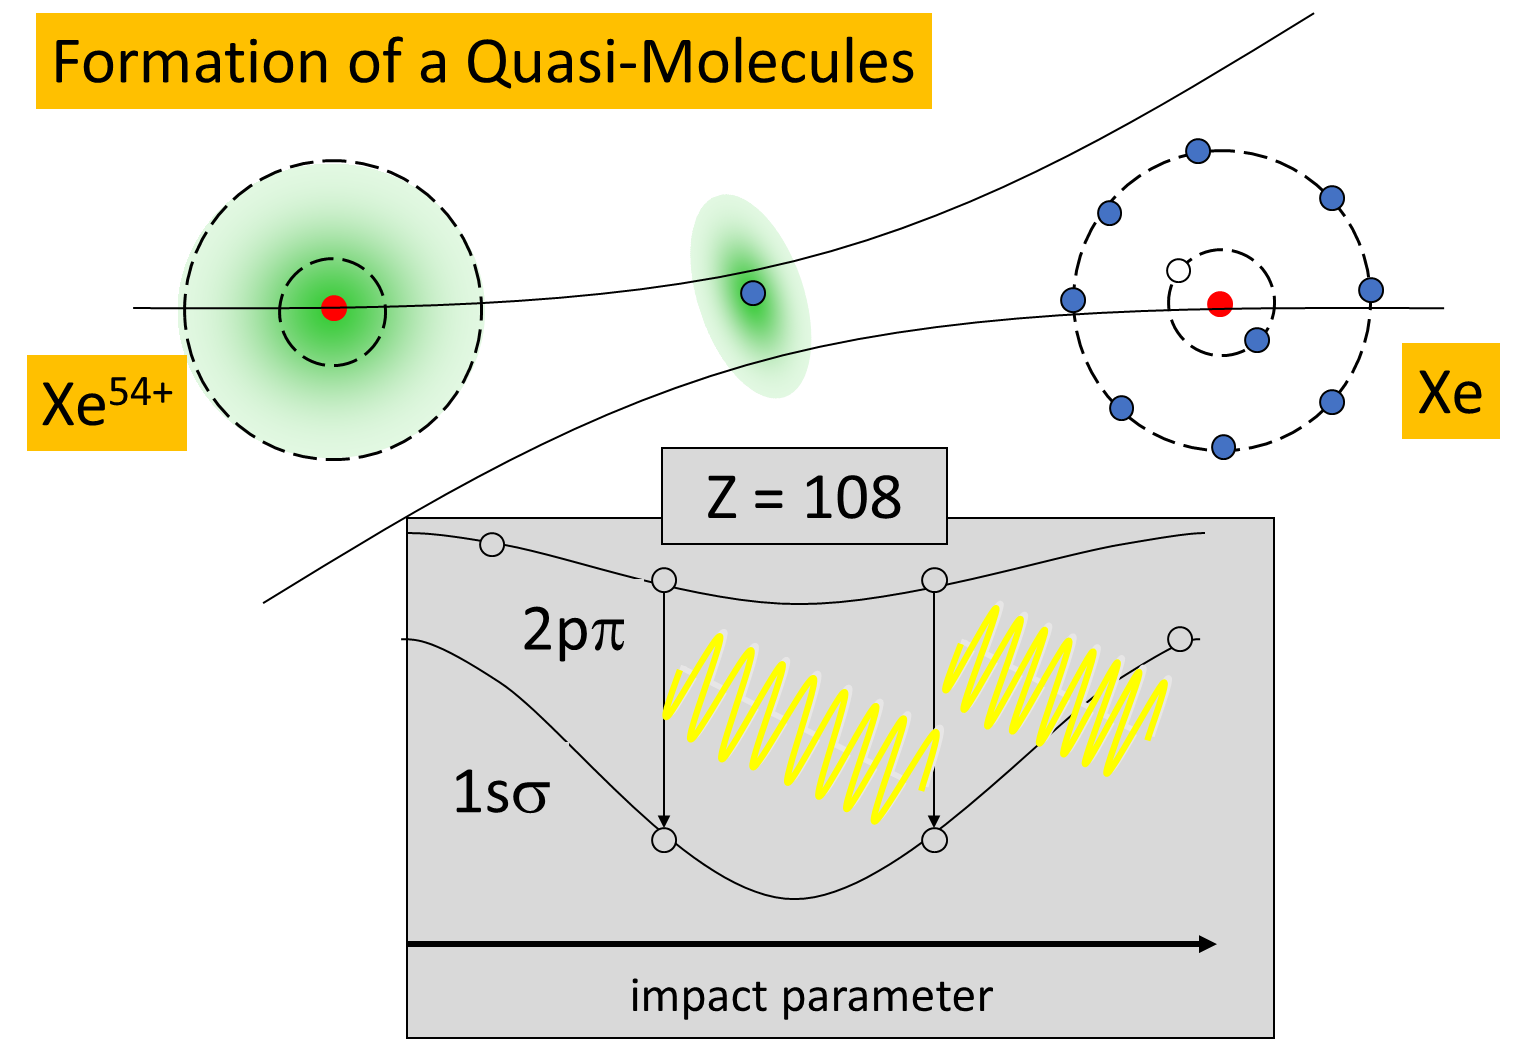 Formation of a Quasi-Molecules
Xe⁵⁴⁺
Xe
Z = 108
2pπ
1sσ
impact parameter